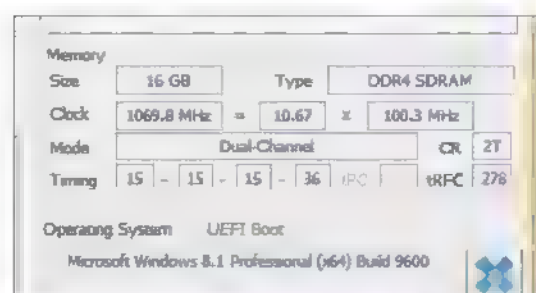 Memory
Size 16 GB Type DDR4 SDRAM
Clock 1069.8 MHz = 10.67 x 100.3 MHz
Mode Dual-Channel CR 2T
Timing 15 - 15 - 15 - 36 tRC tRFC 278
Operating System UEFI Boot
Microsoft Windows 8.1 Professional (x64) Build 9600